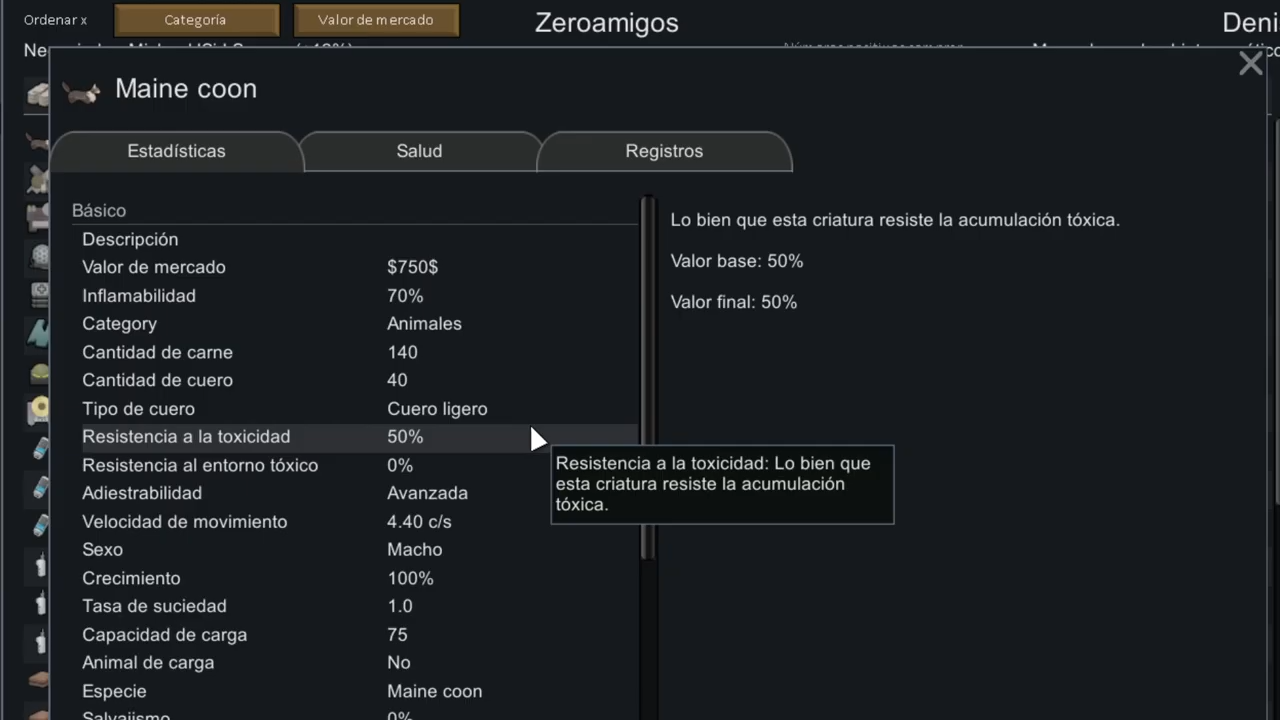 Ordenar x
Categoría
Valor de mercado
Zeroamigos
Maine coon
Estadísticas
Salud
Registros
Básico
Descripción
Valor de mercado $750$
Inflamabilidad 70%
Category Animales
Cantidad de carne 140
Cantidad de cuero 40
Tipo de cuero Cuero ligero
Resistencia a la toxicidad 50%
Resistencia al entorno tóxico 0%
Adiestrabilidad Avanzada
Velocidad de movimiento 4.40 c/s
Sexo Macho
Crecimiento 100%
Tasa de suciedad 1.0
Capacidad de carga 75
Animal de carga No
Especie Maine coon
Salvajismo 0%
Lo bien que esta criatura resiste la acumulación tóxica.
Valor base: 50%
Valor final: 50%
Resistencia a la toxicidad: Lo bien que
esta criatura resiste la acumulación
tóxica.